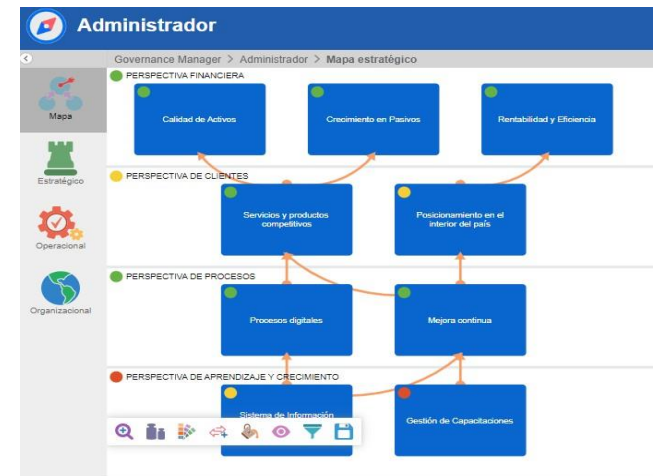 Administrador
Governance Manager > Administrador > Mapa estratégico
PERSPECTIVA FINANCIERA
Mapa
Calidad de Activos
Crecimiento en Pasivos
Rentabilidad y Eficiencia
PERSPECTIVA DE CLIENTES
Estratégico
Servicios y productos
competitivos
Posicionamiento en el
interior del país
Operacional
PERSPECTIVA DE PROCESOS
Organizacional
Procesos digitales
Mejora continua
PERSPECTIVA DE APRENDIZAJE Y CRECIMIENTO
Sistema de Información
Gestión de Capacitaciones